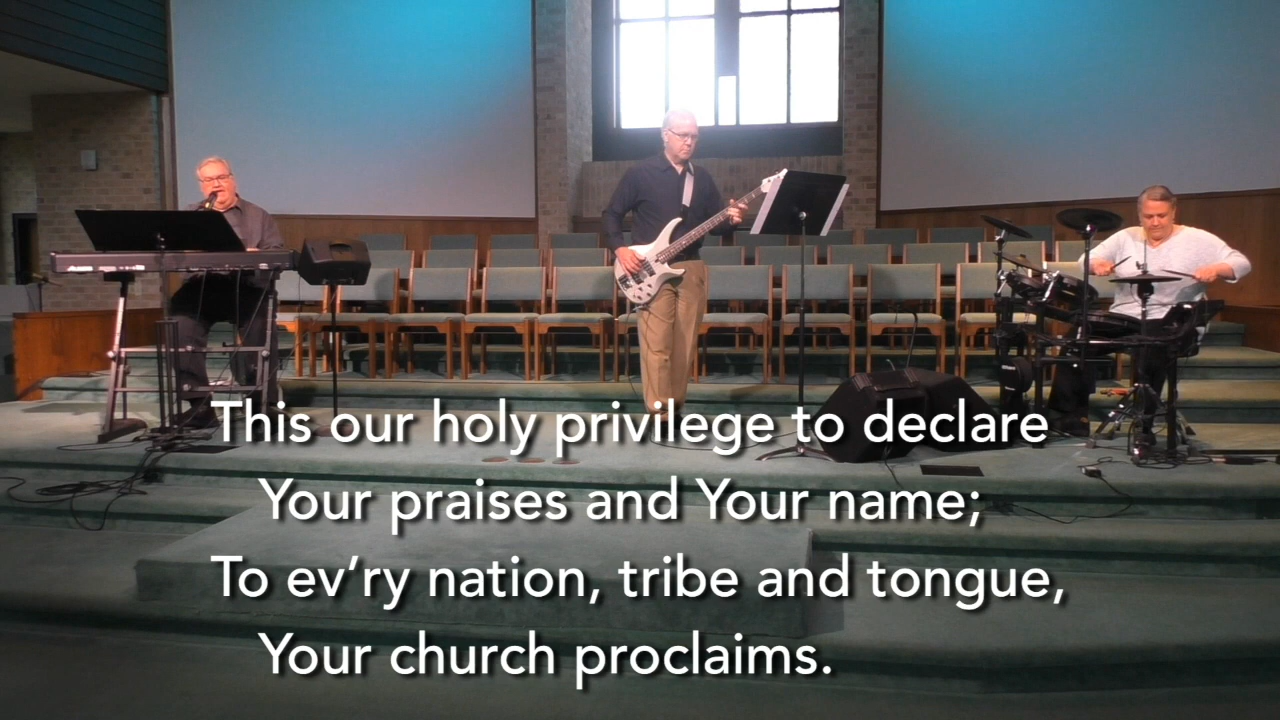 This our holy privilege to declare
Your praises and Your name;
To ev’ry nation, tribe and tongue,
Your church proclaims.